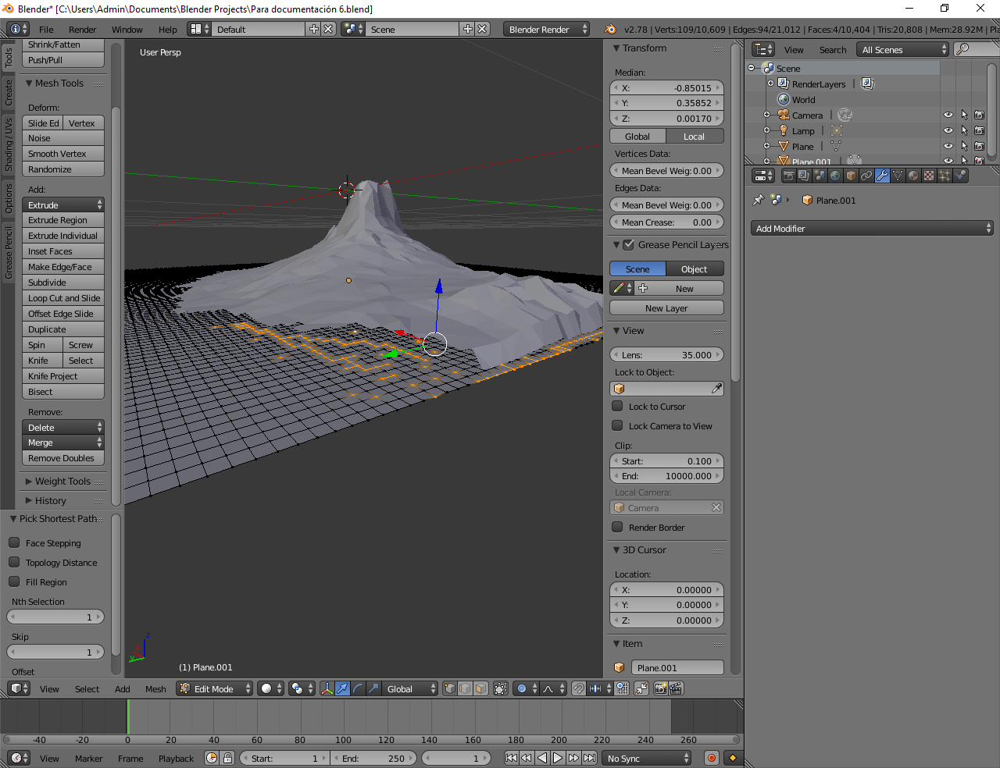 Blender* [C:\Users\Admin\Documents\Blender Projects\Para documentación 6.blend]
File Render Window Help Default Scene Blender Render v2.78 | Verts:109/10,609 | Edges:94/21,012 | Faces:4/10,404 | Tris:20,808 | Mem:28.92M | Pla
Tools
Create
Shading / UVs
Options
Grease Pencil
Shrink/Fatten
Push/Pull
Mesh Tools
Deform:
Slide Ed Vertex
Noise
Smooth Vertex
Randomize
Add:
Extrude
Extrude Region
Extrude Individual
Inset Faces
Make Edge/Face
Subdivide
Loop Cut and Slide
Offset Edge Slide
Duplicate
Spin Screw
Knife Select
Knife Project
Bisect
Remove:
Delete
Merge
Remove Doubles
Weight Tools
History
Pick Shortest Path
Face Stepping
Topology Distance
Fill Region
Nth Selection
1
Skip
1
Offset
User Persp
z
y
(1) Plane.001
Transform
Median:
X: -0.85015
Y: 0.35852
Z: 0.00170
Global Local
Vertices Data:
Mean Bevel Weig: 0.00
Edges Data:
Mean Bevel Weig: 0.00
Mean Crease: 0.00
Grease Pencil Layers
Scene Object
New
New Layer
View
Lens: 35.000
Lock to Object:
Lock to Cursor
Lock Camera to View
Clip:
Start: 0.100
End: 10000.000
Local Camera:
Camera
Render Border
3D Cursor
Location:
X: 0.00000
Y: 0.00000
Z: 0.00000
Item
Plane.001
View Search All Scenes
Scene
RenderLayers
World
Camera
Lamp
Plane
Plane.001
Plane.001
Add Modifier
View Select Add Mesh Edit Mode Global
-40 -20 0 20 40 60 80 100 120 140 160 180 200 220 240 260
View Marker Frame Playback Start: 1 End: 250 1 No Sync